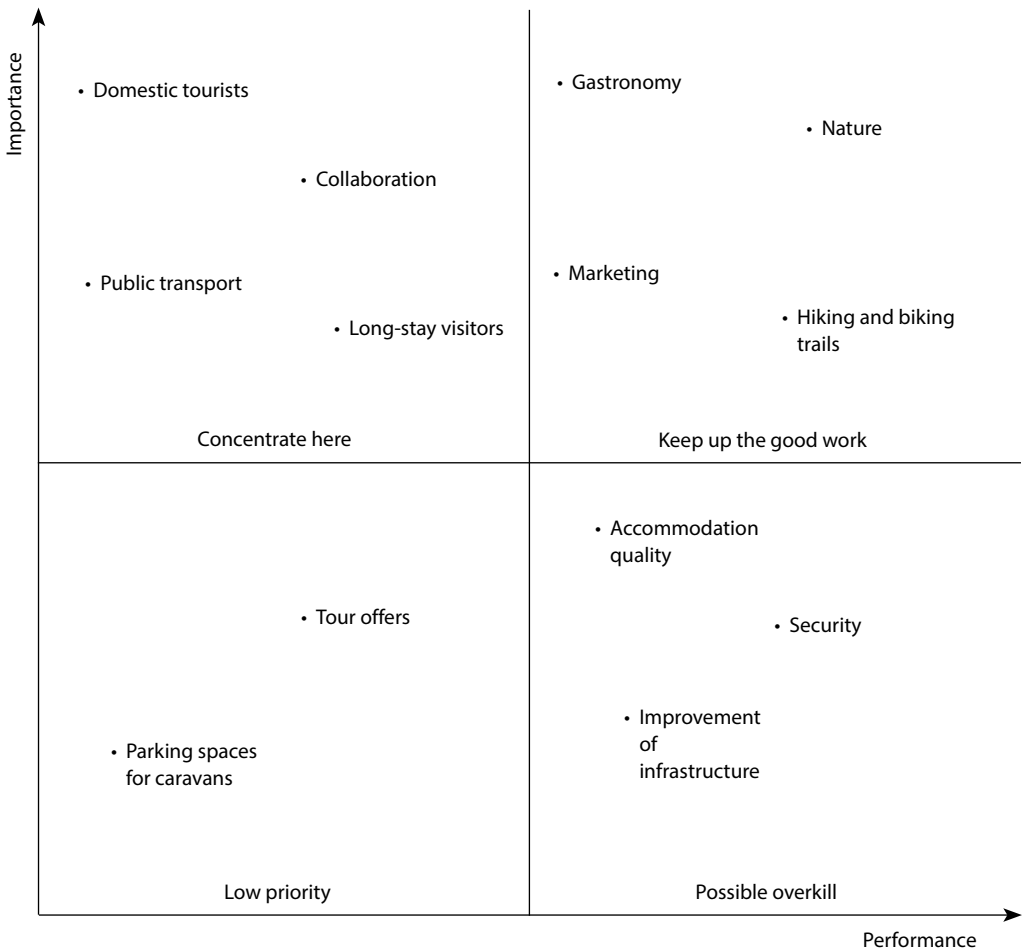 Importance
• Domestic tourists
• Collaboration
• Public transport
• Long-stay visitors
Concentrate here
• Gastronomy
• Nature
• Marketing
• Hiking and biking
trails
Keep up the good work
• Tour offers
• Parking spaces
for caravans
Low priority
• Accommodation
quality
• Security
• Improvement
of
infrastructure
Possible overkill
Performance